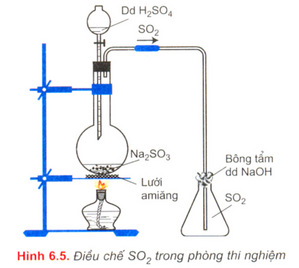 Dd H₂SO₄
SO₂
Na₂SO₃
Lưới
amiăng
Bông tẩm
dd NaOH
SO₂
Hình 6.5. Điều chế SO₂ trong phòng thí nghiệm